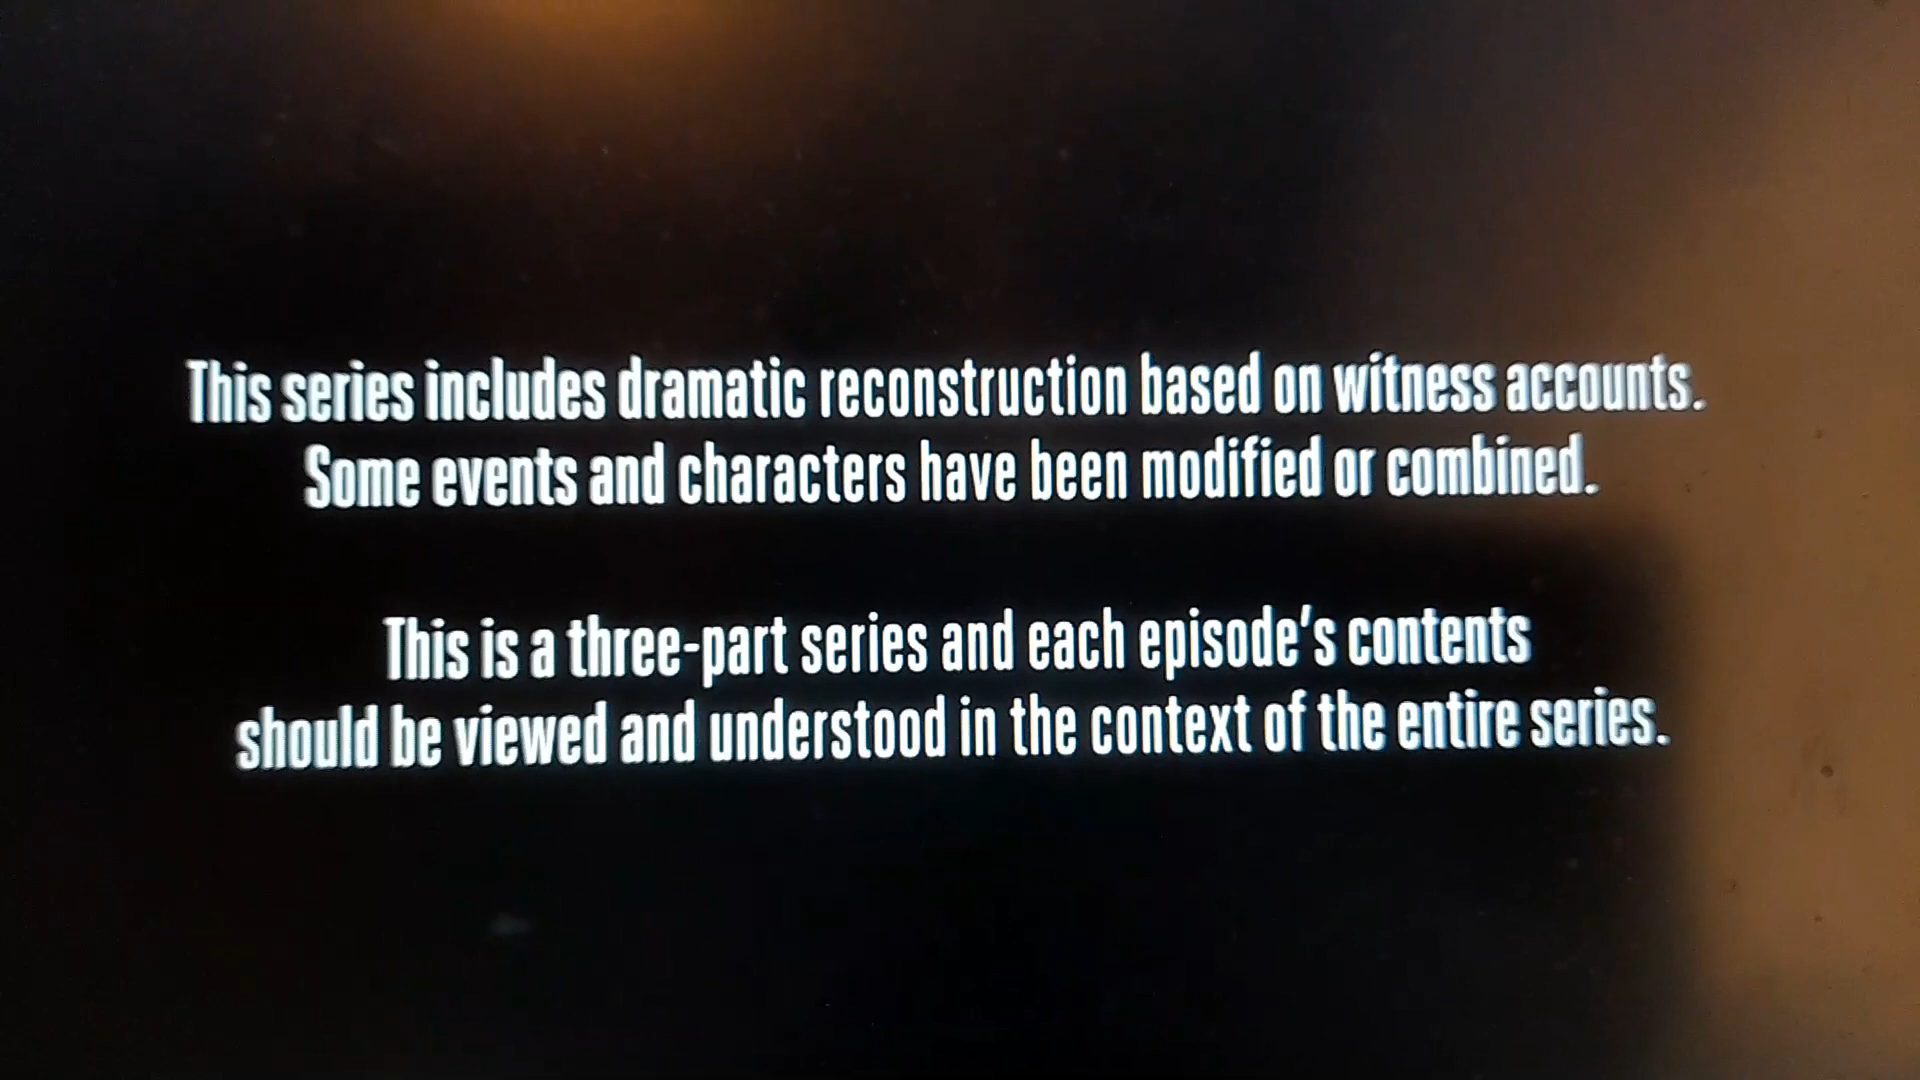 This series includes dramatic reconstruction based on witness accounts.
Some events and characters have been modified or combined.
This is a three-part series and each episode's contents
should be viewed and understood in the context of the entire series.